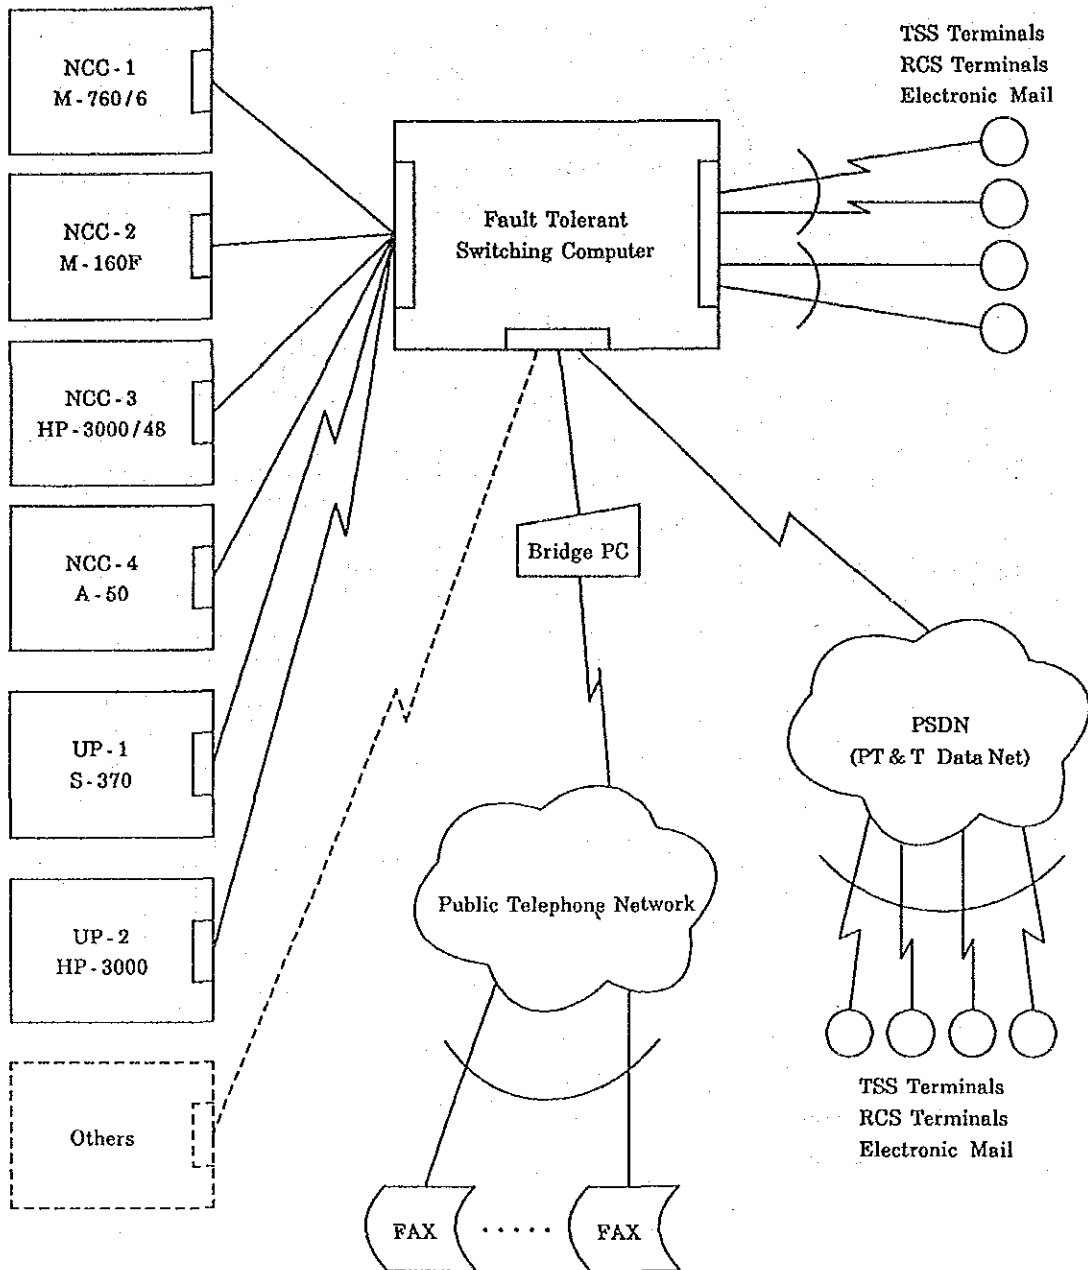 NCC - 1
M - 760/6
NCC - 2
M - 160F
NCC - 3
HP - 3000/48
NCC - 4
A - 50
UP - 1
S - 370
UP - 2
HP - 3000
Others
Fault Tolerant
Switching Computer
TSS Terminals
RCS Terminals
Electronic Mail
Bridge PC
PSDN
(PT & T Data Net)
Public Telephone Network
TSS Terminals
RCS Terminals
Electronic Mail
FAX ..... FAX